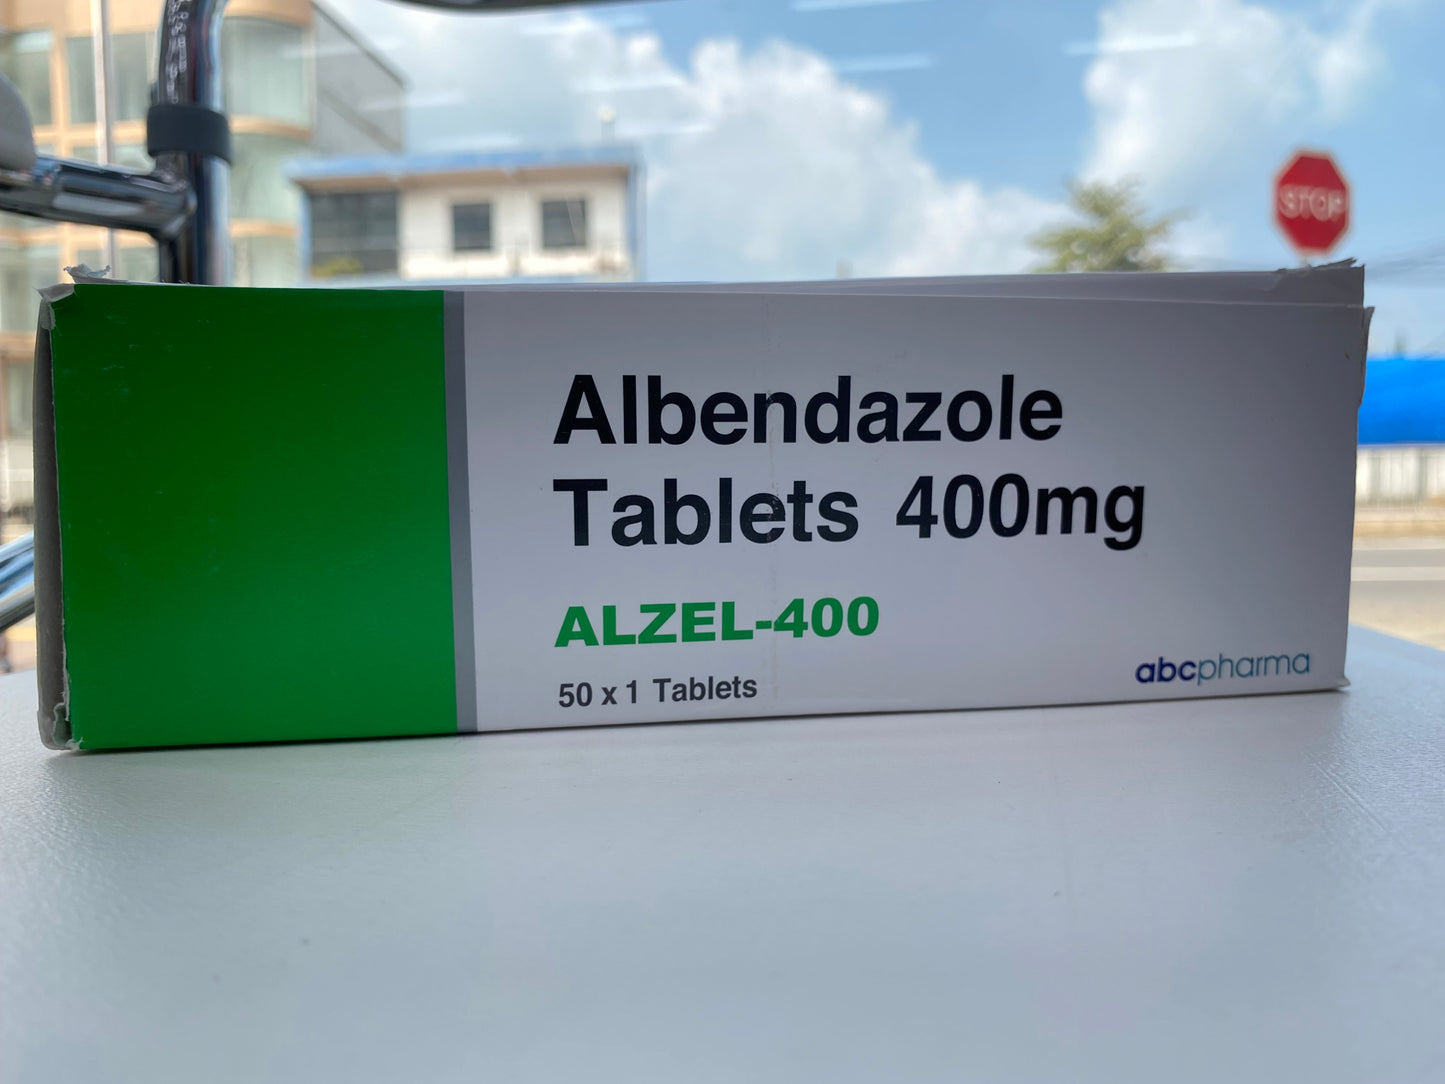 STOP
Albendazole
Tablets 400mg
ALZEL-400
50 x 1 Tablets
abcpharma